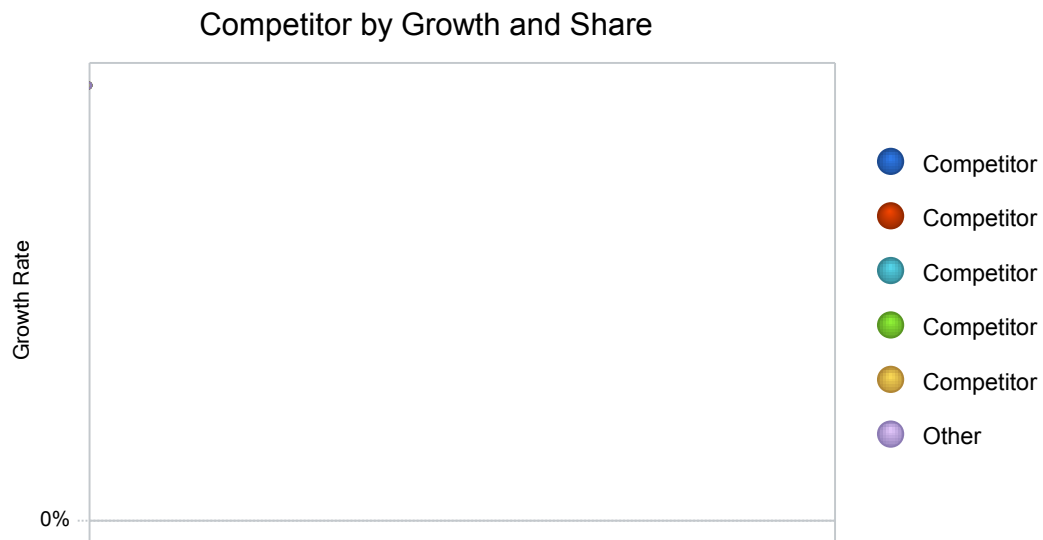 Competitor by Growth and Share
Growth Rate
0%
Competitor
Competitor
Competitor
Competitor
Competitor
Other